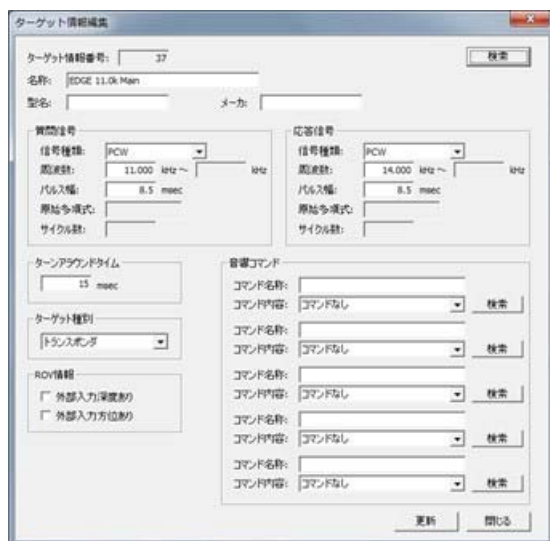 ターゲット情報編集
ターゲット情報番号: 37
検索
名称: EDGE 11.0k Main
型名:
メーカ:
質問信号
信号種類: PCW
周波数: 11.000 kHz ~ kHz
パルス幅: 8.5 msec
原始多項式:
サイクル数:
応答信号
信号種類: PCW
周波数: 14.000 kHz ~ kHz
パルス幅: 8.5 msec
原始多項式:
サイクル数:
ターンアラウンドタイム
15 msec
ターゲット種別
トランスポンダ
ROV情報
外部入力深度あり
外部入力方位あり
音響コマンド
コマンド名称:
コマンド内容: コマンドなし 検索
コマンド名称:
コマンド内容: コマンドなし 検索
コマンド名称:
コマンド内容: コマンドなし 検索
コマンド名称:
コマンド内容: コマンドなし 検索
コマンド名称:
コマンド内容: コマンドなし 検索
更新 閉じる